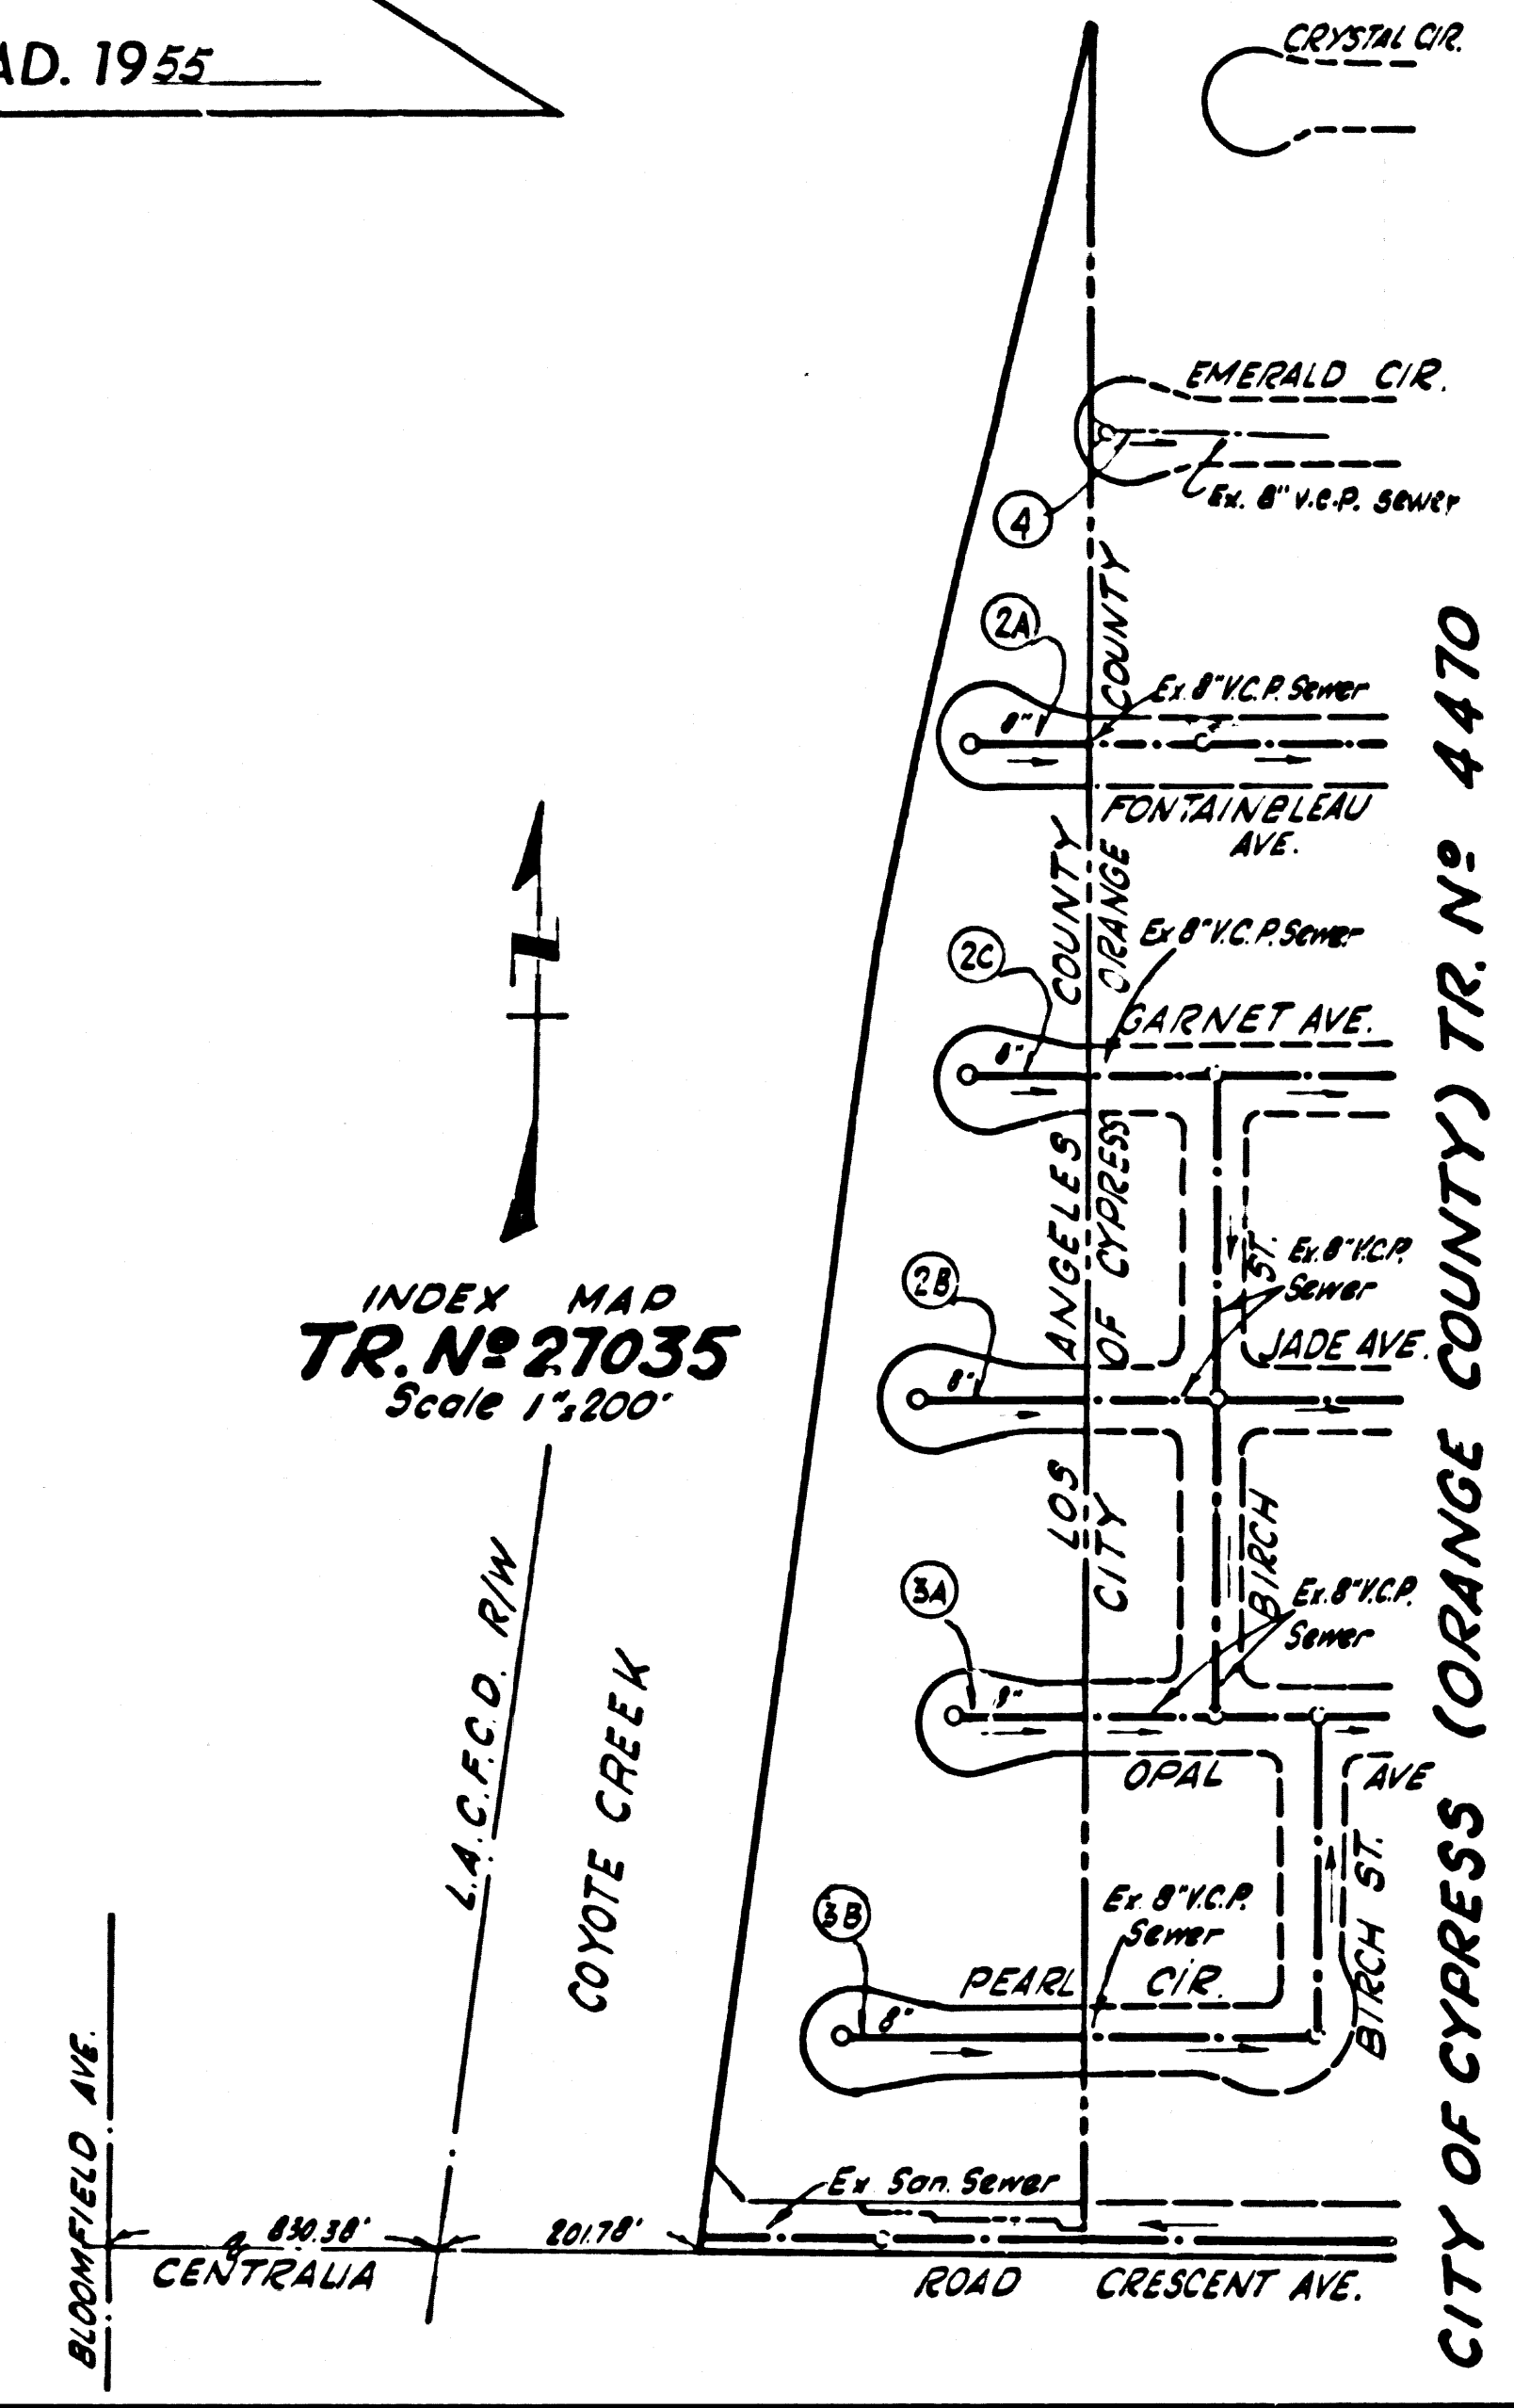 AD. 1955
CRYSTAL CIR.
EMERALD CIR.
Ex. 8" V.C.P. Sewer
4
2A
8"
Ex. 8" V.C.P. Sewer
FONTAINBLEAU
AVE.
2C
8"
Ex 8" V.C.P. Sewer
GARNET AVE.
LOS ANGELES COUNTY
CITY OF CYPRESS ORANGE COUNTY
2B
8"
Ex. 8" V.C.P.
Sewer
JADE AVE.
BIRCH ST.
INDEX MAP
TR. Nº 27035
Scale 1"=200'
3A
8"
Ex. 8" V.C.P.
Sewer
OPAL AVE
L.A.C.F.C.D. R/W
COYOTE CREEK
3B
8"
Ex. 8" V.C.P.
Sewer
PEARL CIR.
BIRCH ST.
BLOOMFIELD AVE.
Ex San. Sewer
830.38'
201.78'
CENTRALIA ROAD
CRESCENT AVE.
CITY OF CYPRESS (ORANGE COUNTY) TR. Nº 4470